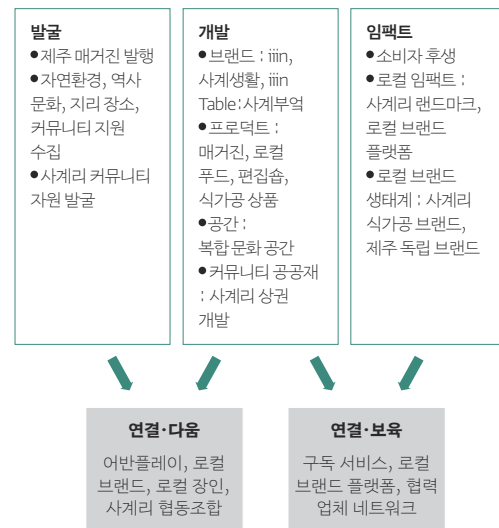 발굴
●제주 매거진 발행
●자연환경, 역사
문화, 지리 장소,
커뮤니티 지원
수집
●사계리 커뮤니티
자원 발굴
개발
●브랜드 : iiin,
사계생활, iiin
Table:사계부엌
●프로덕트 :
매거진, 로컬
푸드, 편집숍,
식가공 상품
●공간 :
복합 문화 공간
●커뮤니티 공공재
: 사계리 상권
개발
임팩트
●소비자 후생
●로컬 임팩트 :
사계리 랜드마크,
로컬 브랜드
플랫폼
●로컬 브랜드
생태계 : 사계리
식가공 브랜드,
제주 독립 브랜드
연결·다움
어반플레이, 로컬
브랜드, 로컬 장인,
사계리 협동조합
연결·보육
구독 서비스, 로컬
브랜드 플랫폼, 협력
업체 네트워크